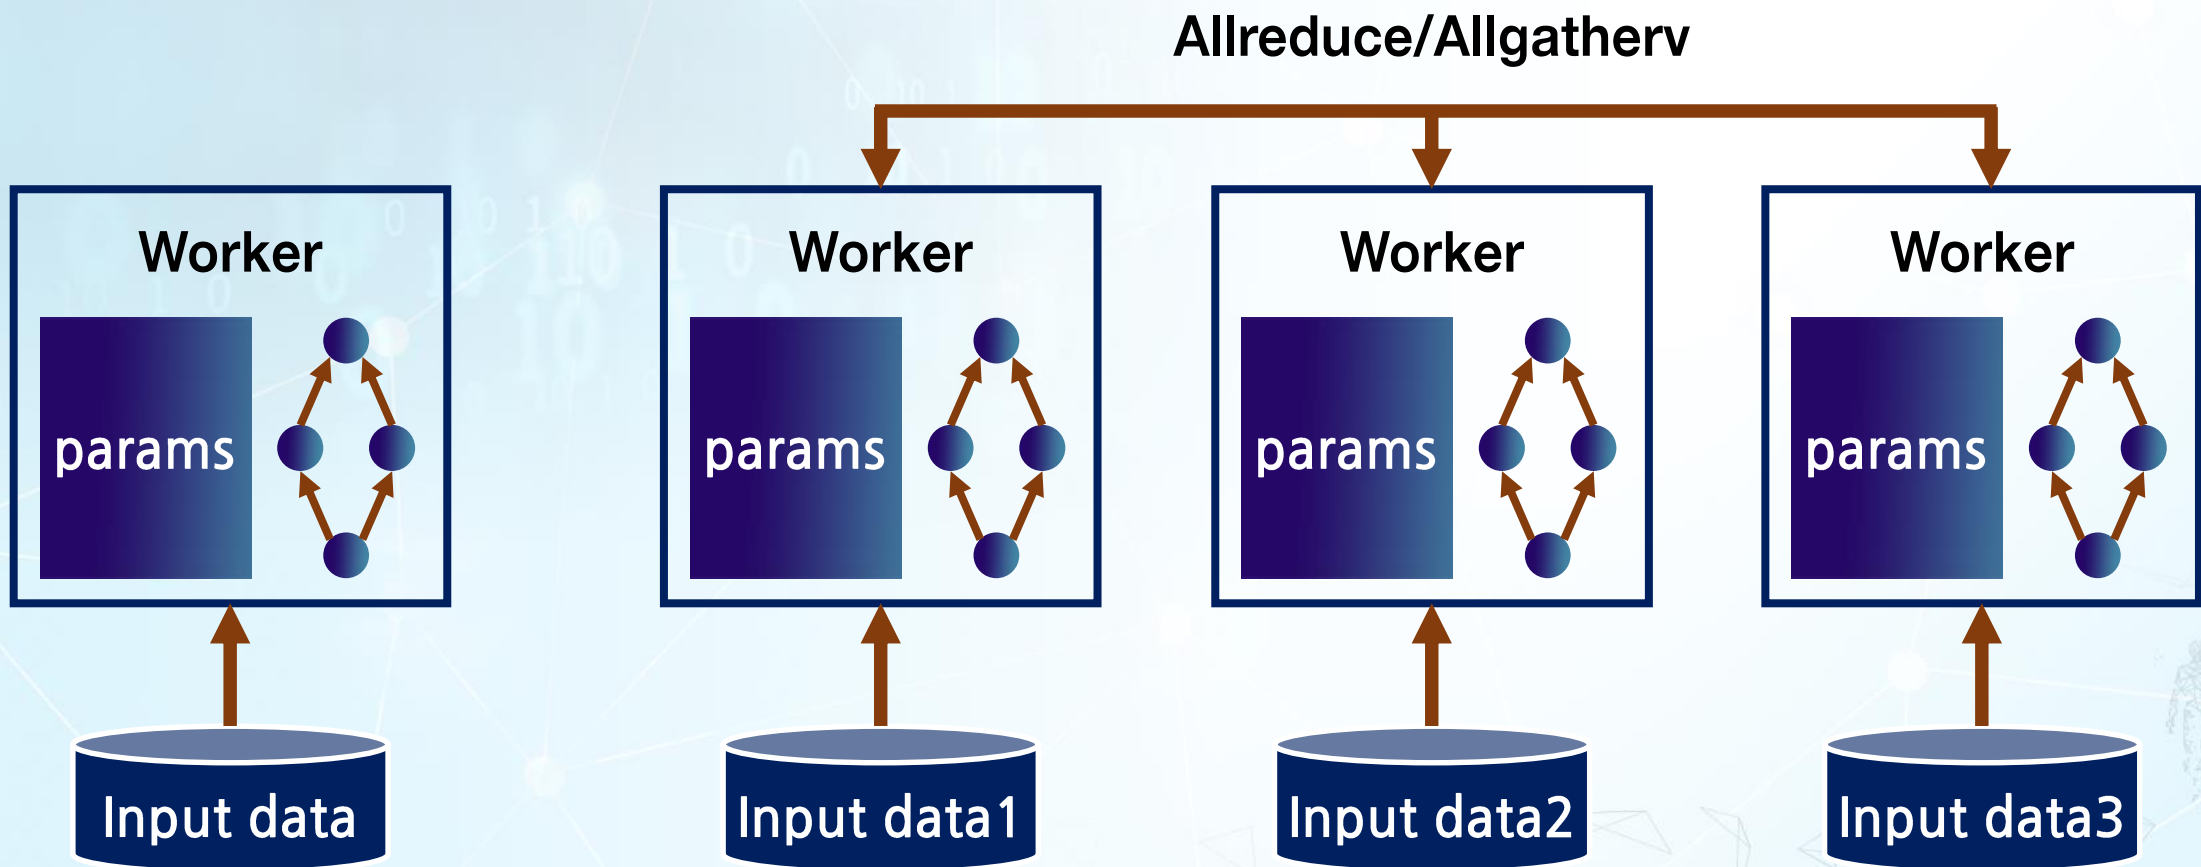 Allreduce/Allgatherv
Worker
Worker
Worker
Worker
params
params
params
params
Input data
Input data1
Input data2
Input data3